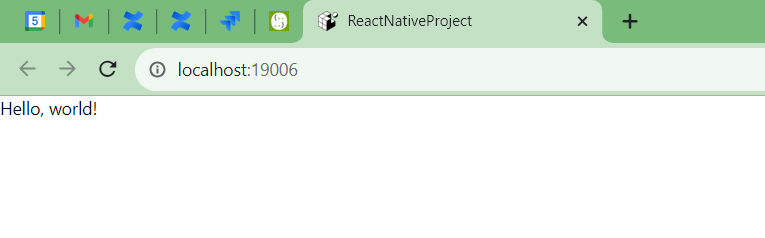 5
{;}
ReactNativeProject
localhost:19006
Hello, world!